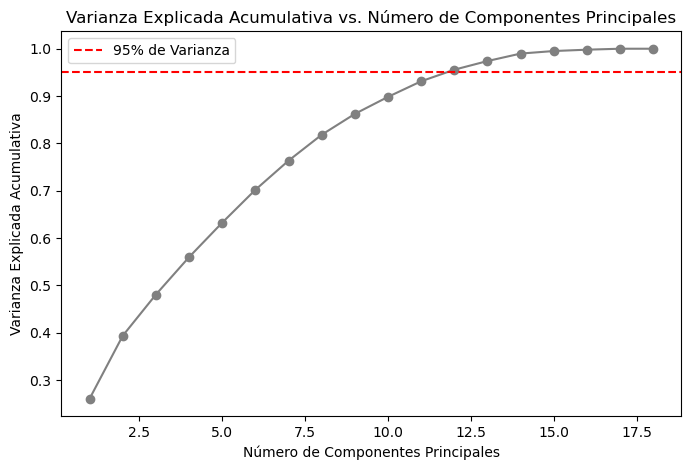 Varianza Explicada Acumulativa vs. Número de Componentes Principales
95% de Varianza
Varianza Explicada Acumulativa
1.0
0.9
0.8
0.7
0.6
0.5
0.4
0.3
2.5 5.0 7.5 10.0 12.5 15.0 17.5
Número de Componentes Principales